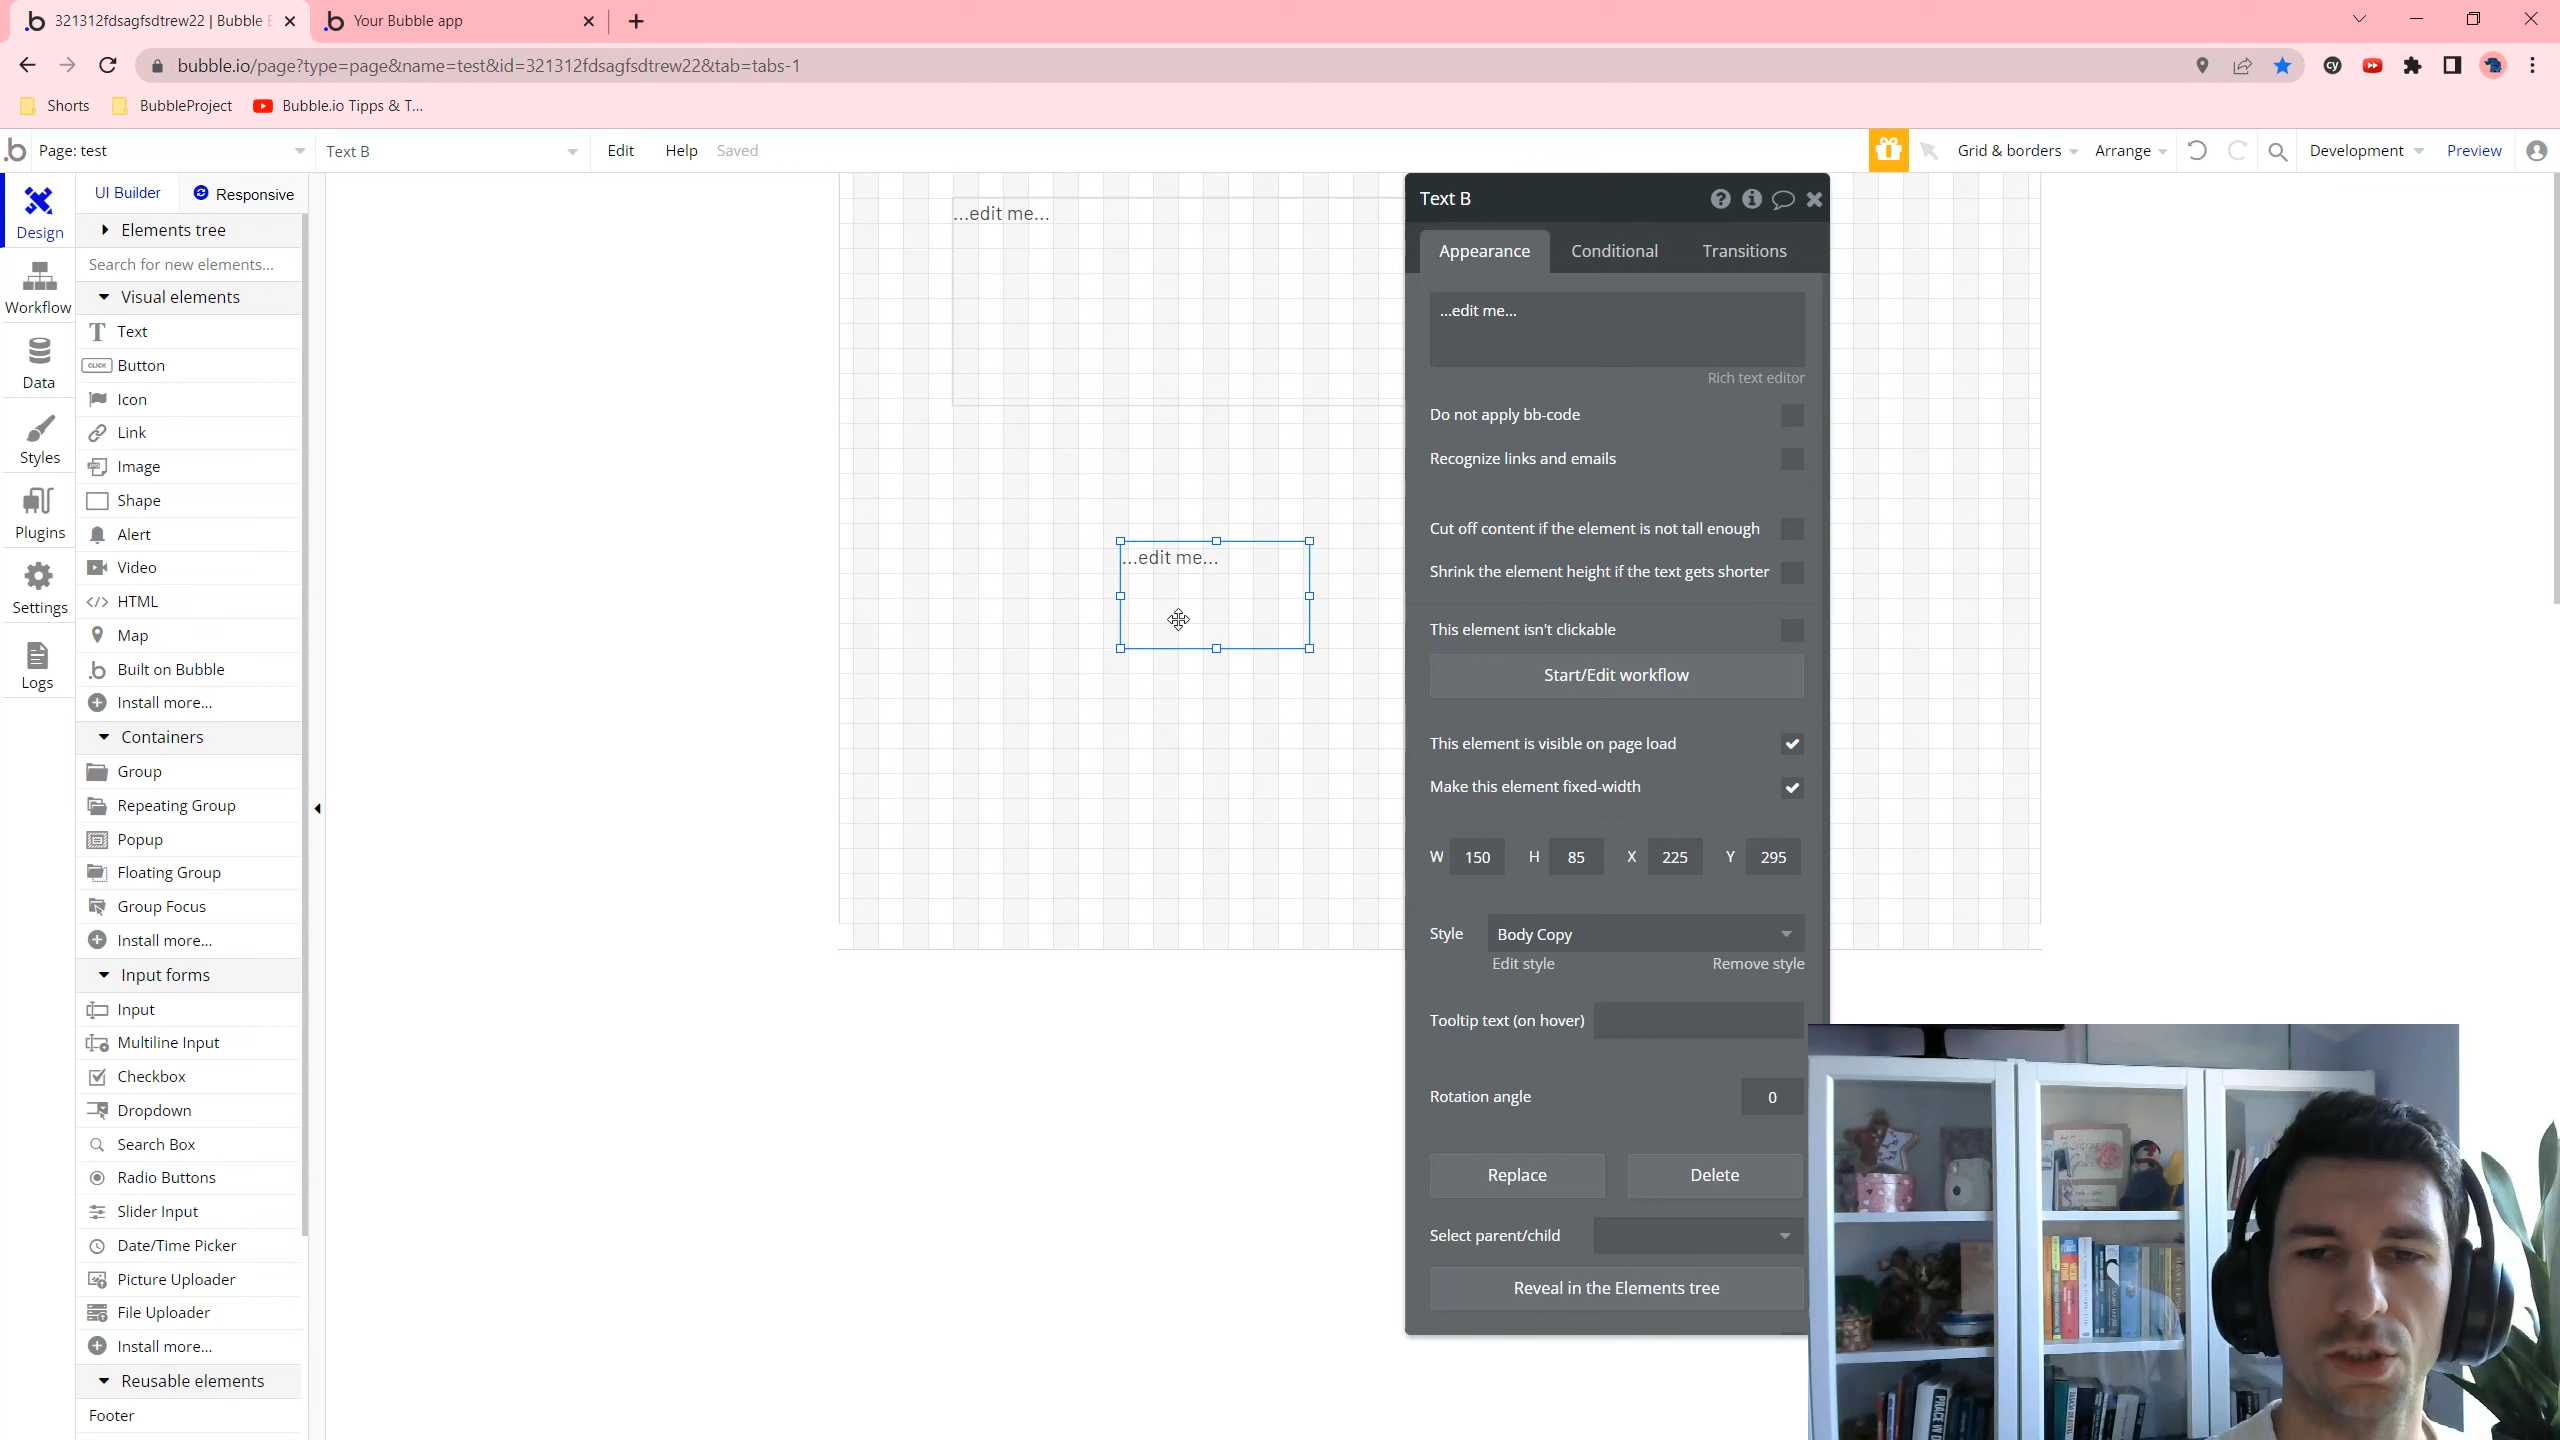 321312fdsagfsdtrew22 | Bubble E
Your Bubble app
bubble.io/page?type=page&name=test&id=321312fdsagfsdtrew22&tab=tabs-1
Shorts
BubbleProject
Bubble.io Tipps & T...
Page: test
Text B
Edit
Help
Saved
Grid & borders
Arrange
Development
Preview
Design
Workflow
Data
Styles
Plugins
Settings
Logs
UI Builder
Responsive
Elements tree
Search for new elements...
Visual elements
Text
CLICK Button
Icon
Link
Image
Shape
Alert
Video
HTML
Map
Built on Bubble
Install more...
Containers
Group
Repeating Group
Popup
Floating Group
Group Focus
Install more...
Input forms
Input
Multiline Input
Checkbox
Dropdown
Search Box
Radio Buttons
Slider Input
Date/Time Picker
Picture Uploader
File Uploader
Install more...
Reusable elements
Footer
...edit me...
...edit me...
Text B
Appearance
Conditional
Transitions
...edit me...
Rich text editor
Do not apply bb-code
Recognize links and emails
Cut off content if the element is not tall enough
Shrink the element height if the text gets shorter
This element isn't clickable
Start/Edit workflow
This element is visible on page load
Make this element fixed-width
W 150 H 85 X 225 Y 295
Style Body Copy
Edit style Remove style
Tooltip text (on hover)
Rotation angle 0
Replace Delete
Select parent/child
Reveal in the Elements tree